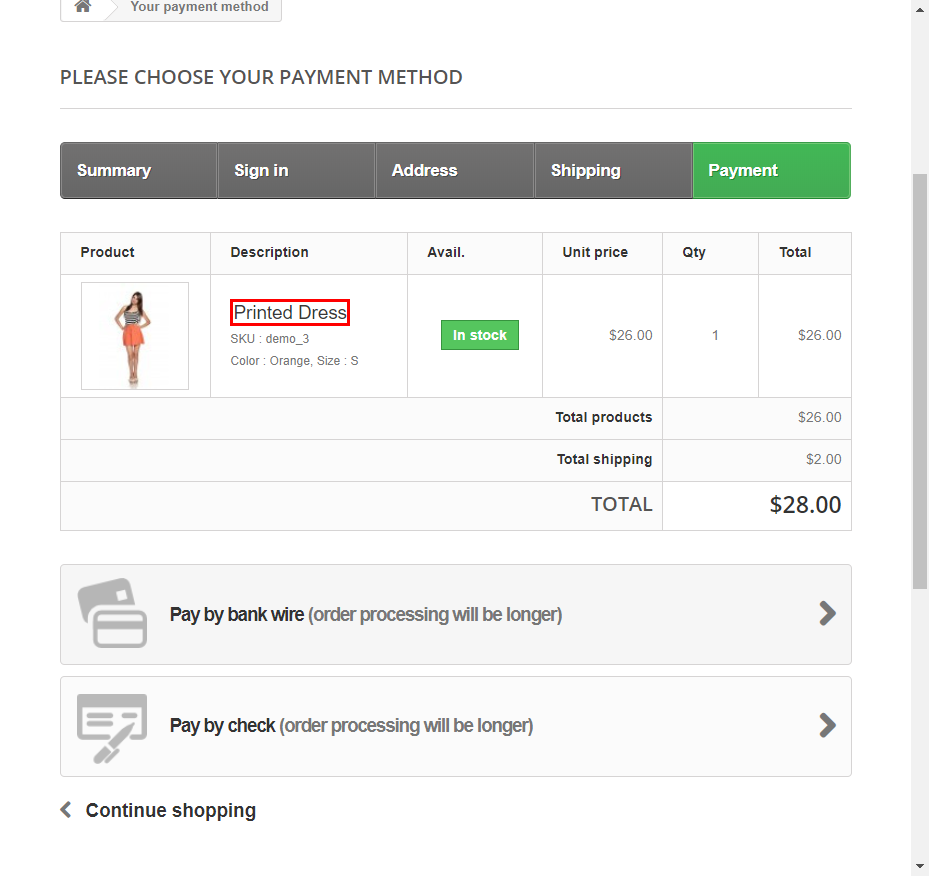 Your payment method
PLEASE CHOOSE YOUR PAYMENT METHOD
Summary Sign in Address Shipping Payment
Product Description Avail. Unit price Qty Total
Printed Dress
SKU : demo_3
Color : Orange, Size : S
In stock $26.00 1 $26.00
Total products $26.00
Total shipping $2.00
TOTAL $28.00
Pay by bank wire (order processing will be longer)
Pay by check (order processing will be longer)
Continue shopping